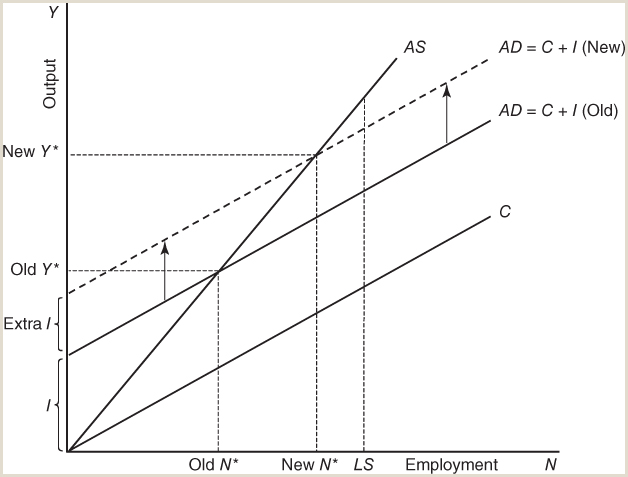 Y
Output
AS
AD = C + I (New)
AD = C + I (Old)
New Y*
C
Old Y*
Extra I
I
Old N*
New N*
LS
Employment
N